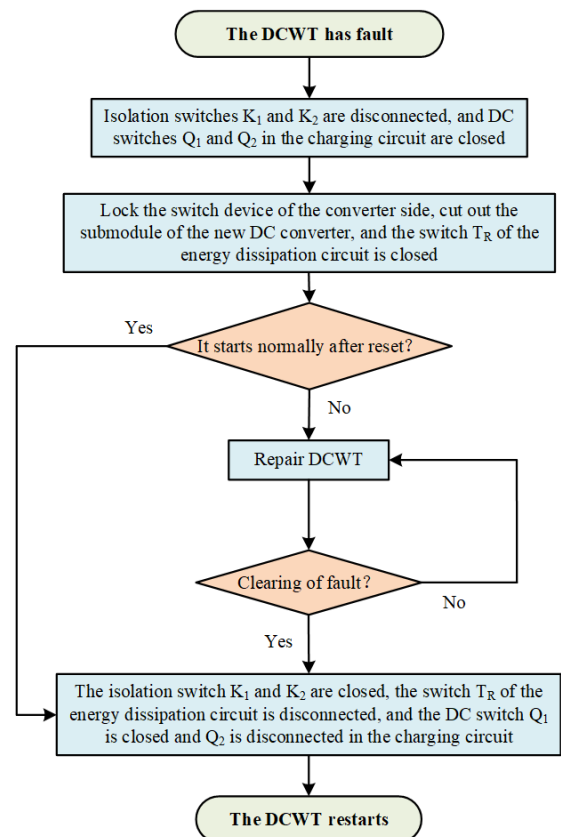 The DCWT has fault
Isolation switches K₁ and K₂ are disconnected, and DC
switches Q₁ and Q₂ in the charging circuit are closed
Lock the switch device of the converter side, cut out the
submodule of the new DC converter, and the switch T_R of the
energy dissipation circuit is closed
Yes
It starts normally after reset?
No
Repair DCWT
Clearing of fault?
No
Yes
The isolation switch K₁ and K₂ are closed, the switch T_R of the
energy dissipation circuit is disconnected, and the DC switch Q₁
is closed and Q₂ is disconnected in the charging circuit
The DCWT restarts